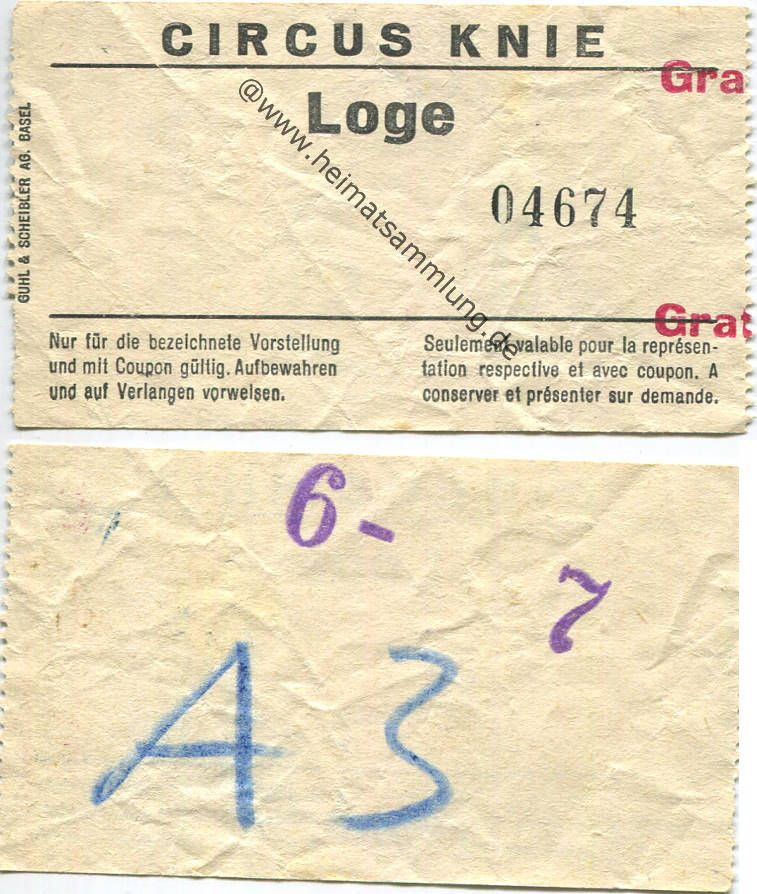 CIRCUS KNIE
Gra
Loge
@www.heimatsammlung.de
GUHL & SCHEIBLER AG. BASEL
04674
Grat
Nur für die bezeichnete Vorstellung
und mit Coupon gültig. Aufbewahren
und auf Verlangen vorweisen.
Seulement valable pour la représen-
tation respective et avec coupon. A
conserver et présenter sur demande.
6-
7
A 3